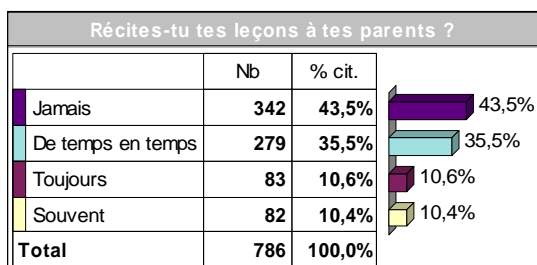 Récites-tu tes leçons à tes parents ?
Nb % cit.
Jamais 342 43,5% 43,5%
De temps en temps 279 35,5% 35,5%
Toujours 83 10,6% 10,6%
Souvent 82 10,4% 10,4%
Total 786 100,0%